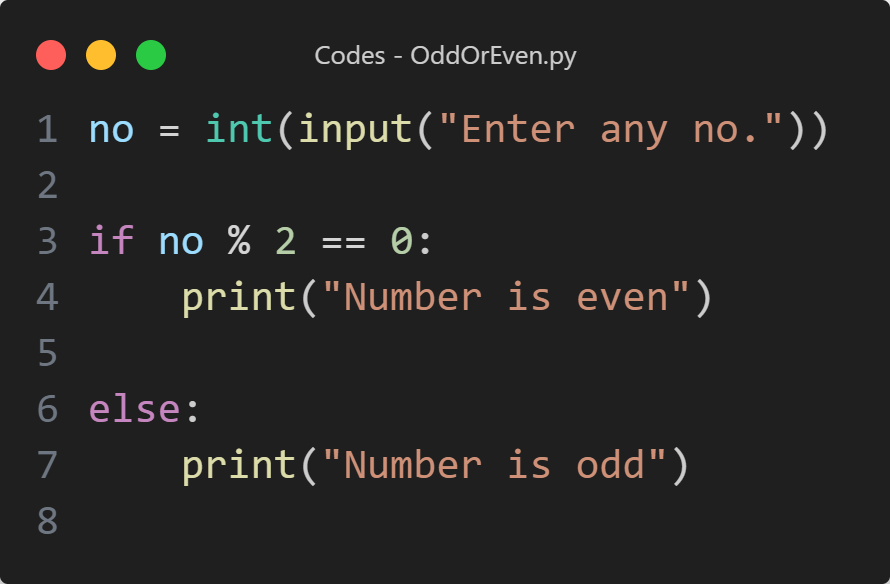 Codes - OddOrEven.py
1 no = int(input("Enter any no."))
2
3 if no % 2 == 0:
4     print("Number is even")
5
6 else:
7     print("Number is odd")
8